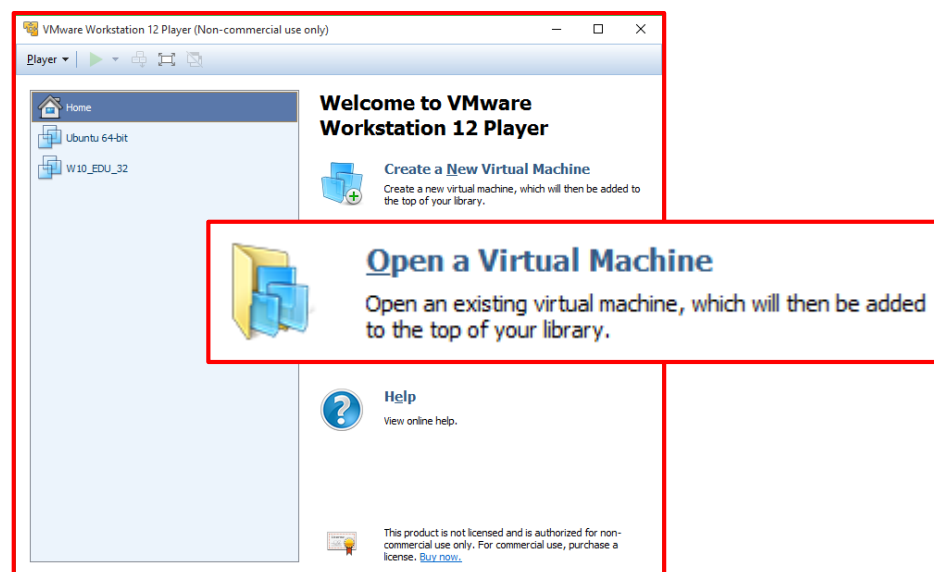 VMware Workstation 12 Player (Non-commercial use only)
Player
Home
Ubuntu 64-bit
W10_EDU_32
Welcome to VMware
Workstation 12 Player
Create a New Virtual Machine
Create a new virtual machine, which will then be added to
the top of your library.
Open a Virtual Machine
Open an existing virtual machine, which will then be added
to the top of your library.
Help
View online help.
This product is not licensed and is authorized for non-
commercial use only. For commercial use, purchase a
license. Buy now.